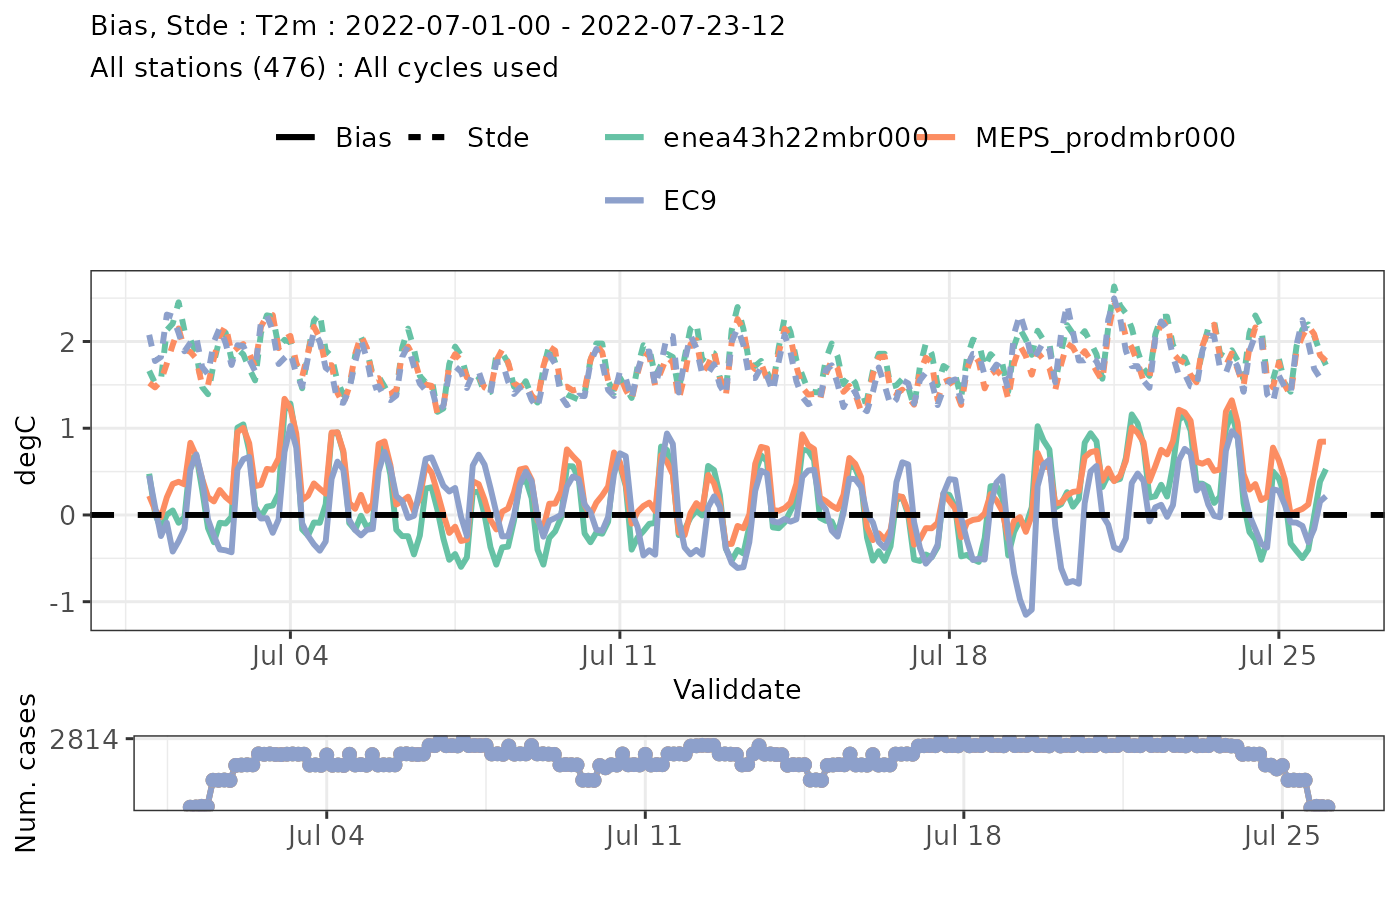 Bias, Stde : T2m : 2022-07-01-00 - 2022-07-23-12
All stations (476) : All cycles used
Bias Stde enea43h22mbr000 MEPS_prodmbr000
EC9
degC
2
1
0
-1
Jul 04 Jul 11 Jul 18 Jul 25
Validdate
Num. cases
2814
Jul 04 Jul 11 Jul 18 Jul 25